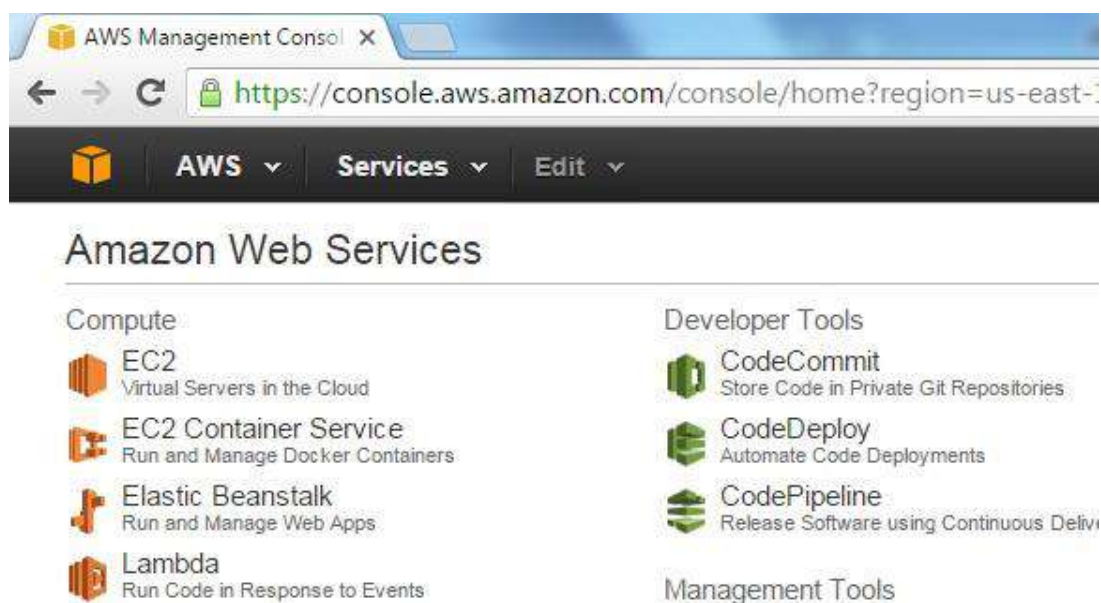 AWS Management Consol
https://console.aws.amazon.com/console/home?region=us-east-1
AWS
Services
Edit
Amazon Web Services
Compute
EC2
Virtual Servers in the Cloud
EC2 Container Service
Run and Manage Docker Containers
Elastic Beanstalk
Run and Manage Web Apps
Lambda
Run Code in Response to Events
Developer Tools
CodeCommit
Store Code in Private Git Repositories
CodeDeploy
Automate Code Deployments
CodePipeline
Release Software using Continuous Delive
Management Tools